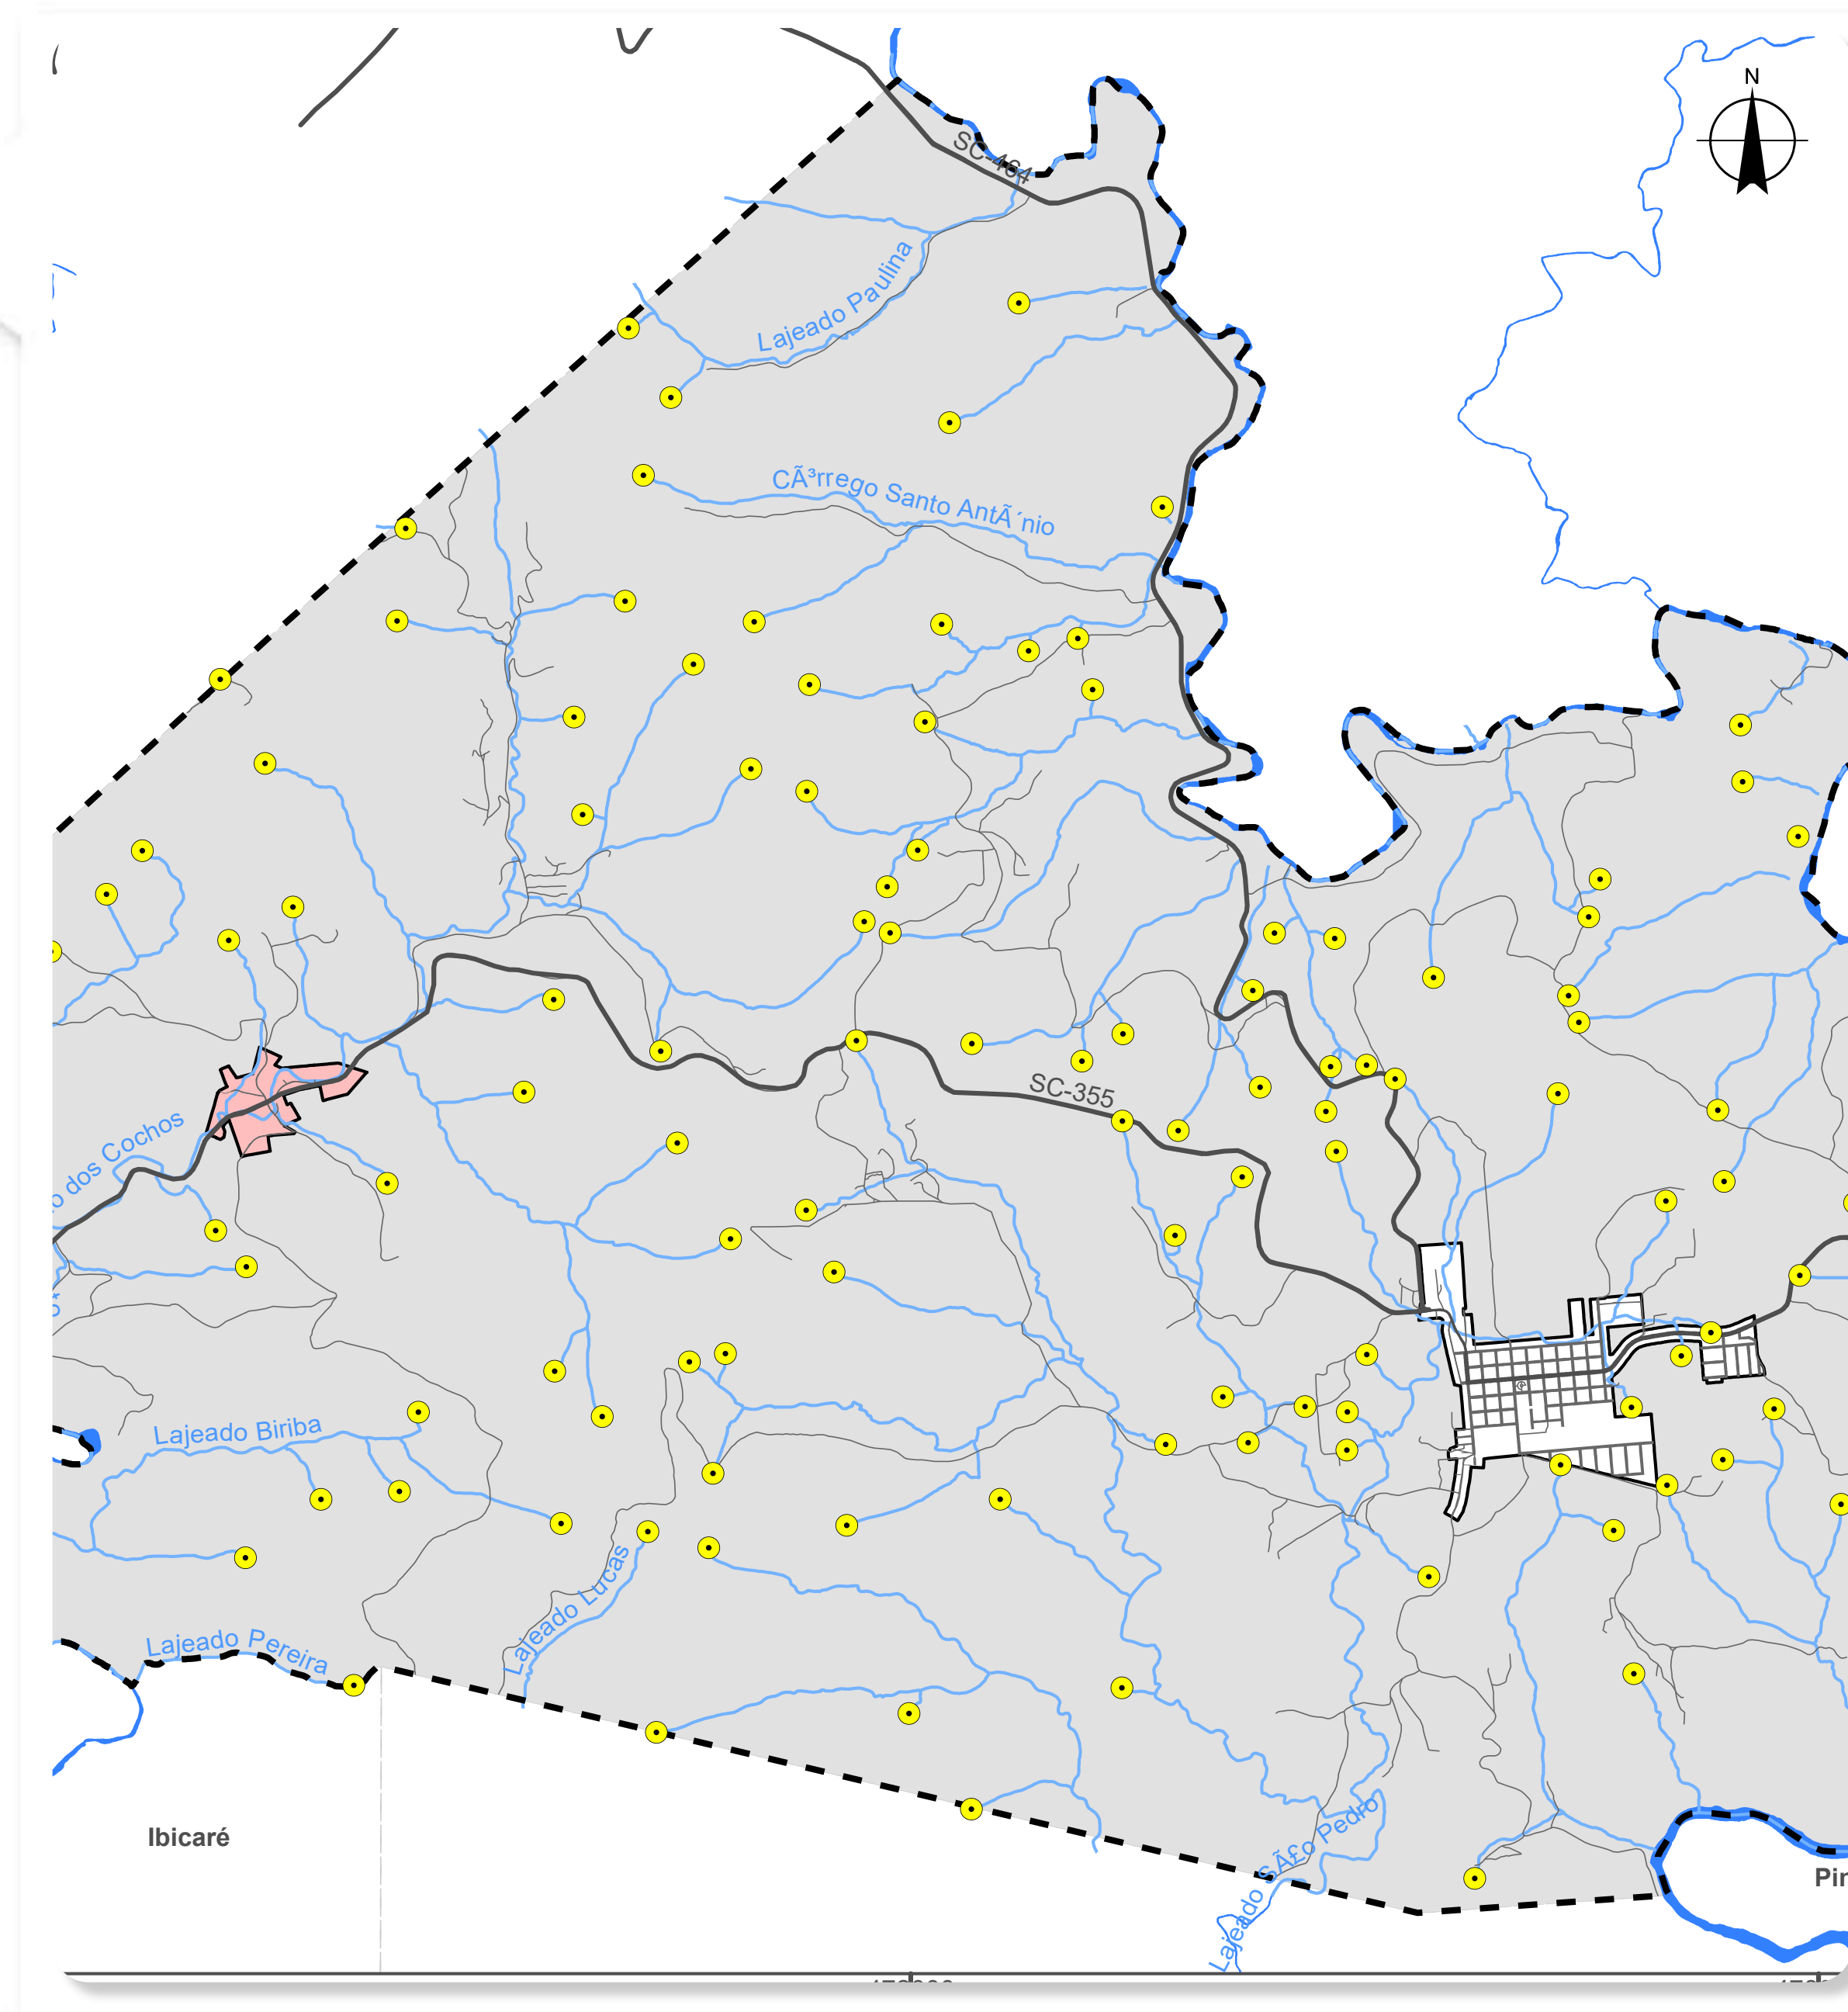 N
SC-464
Lajeado Paulina
CÃ³rrego Santo AntÃ´nio
SC-355
o dos Cochos
Lajeado Biriba
Lajeado Lucas
Lajeado Pereira
Lajeado SÃ£o Pedro
Ibicaré
Pin